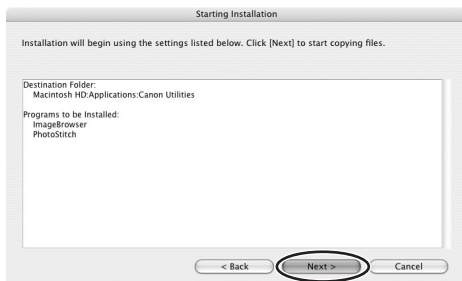 Starting Installation
Installation will begin using the settings listed below. Click [Next] to start copying files.
Destination Folder:
Macintosh HD:Applications:Canon Utilities
Programs to be Installed:
ImageBrowser
PhotoStitch
< Back
Next >
Cancel